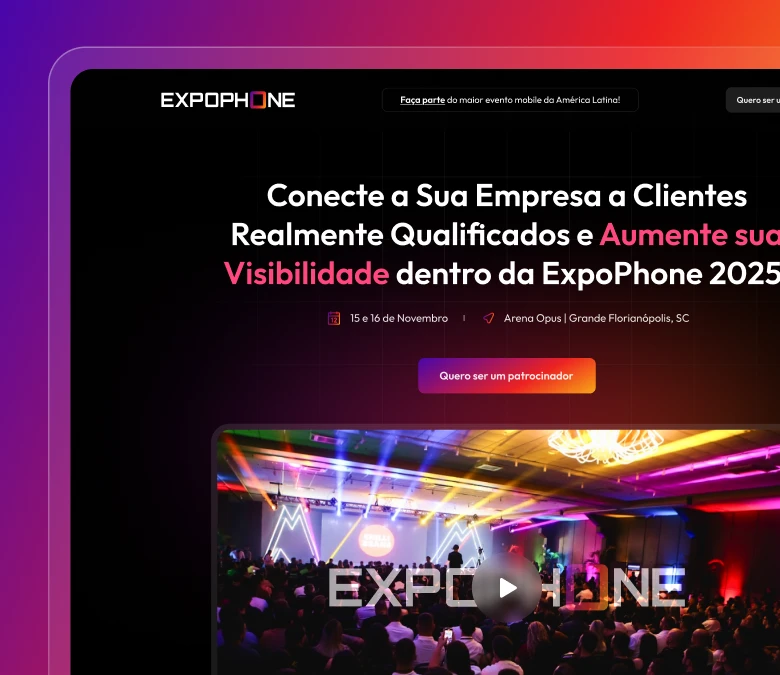 EXPOPHONE
Faça parte do maior evento mobile da América Latina!
Quero ser u
Conecte a Sua Empresa a Clientes
Realmente Qualificados e Aumente sua
Visibilidade dentro da ExpoPhone 2025
15 e 16 de Novembro
Arena Opus | Grande Florianópolis, SC
Quero ser um patrocinador
EXPOPHONE